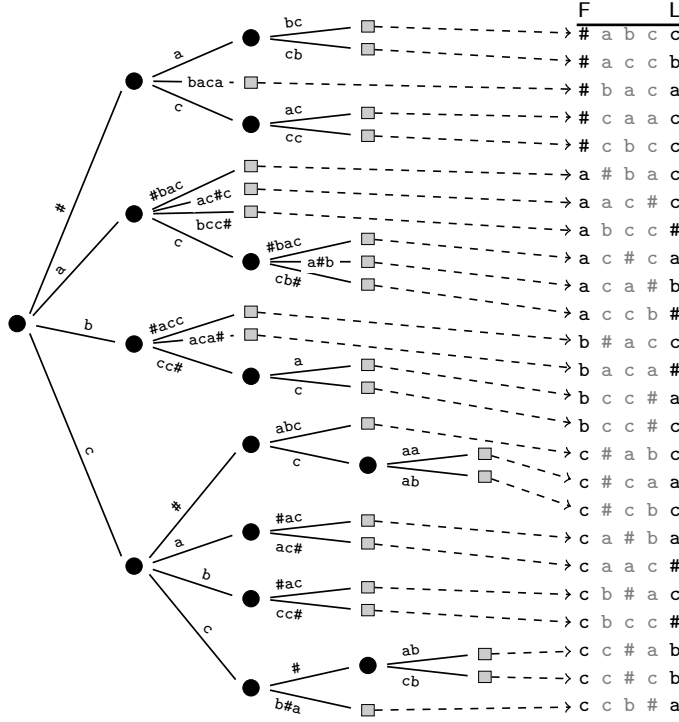 #
a
b
c
a
baca
c
bc
cb
ac
cc
#bac
ac#c
bcc#
c
#bac
a#b
cb#
#acc
aca#
cc#
a
c
#
a
b
c
abc
c
aa
ab
#ac
ac#
#ac
cc#
#
b#a
ab
cb
F L
# a b c c
# a c c b
# b a c a
# c a a c
# c b c c
a # b a c
a a c # c
a b c c #
a c # c a
a c a # b
a c c b #
b # a c c
b a c a #
b c c # a
b c c # c
c # a b c
c # c a a
c # c b c
c a # b a
c a a c #
c b # a c
c b c c #
c c # a b
c c # c b
c c b # a